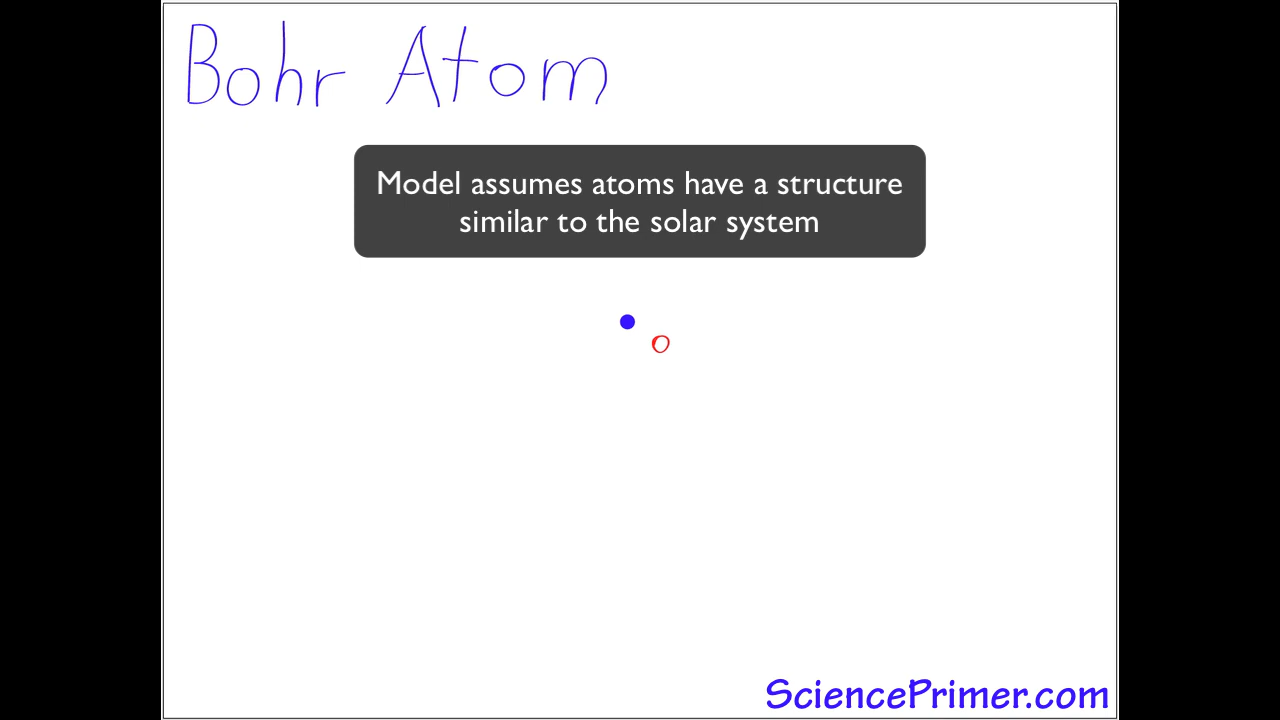 Bohr Atom
Model assumes atoms have a structure
similar to the solar system
SciencePrimer.com